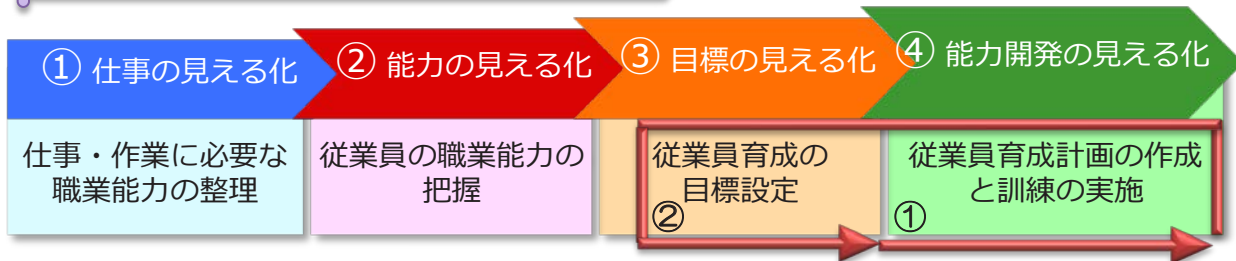 ① 仕事の見える化
② 能力の見える化
③ 目標の見える化
④ 能力開発の見える化
仕事・作業に必要な
職業能力の整理
従業員の職業能力の
把握
従業員育成の
目標設定
②
従業員育成計画の作成
と訓練の実施
①